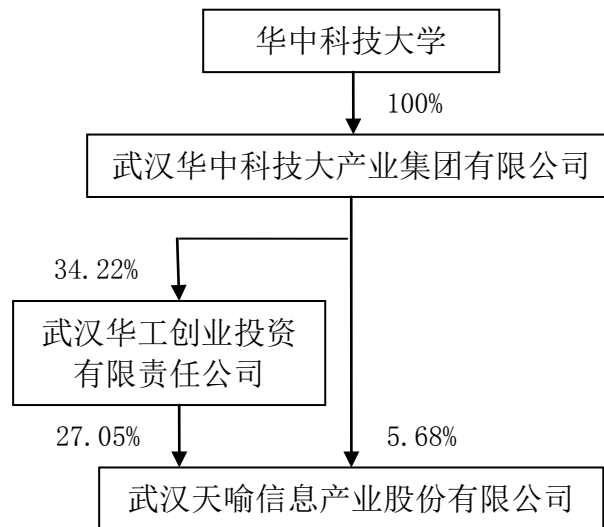 华中科技大学
100%
武汉华中科技大产业集团有限公司
34.22%
武汉华工创业投资
有限责任公司
27.05%
5.68%
武汉天喻信息产业股份有限公司